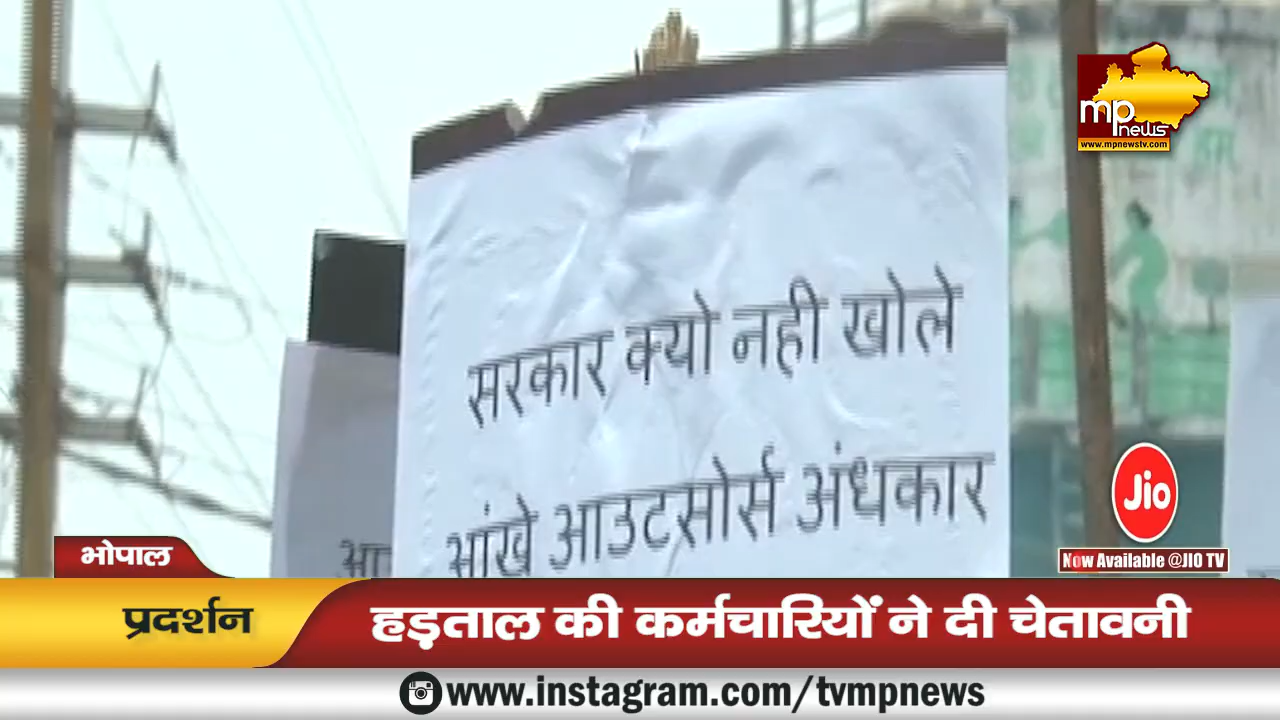 mp
news
www.mpnewstv.com
सरकार क्यो नही खोले
आंखे आउटसोर्स अंधकार
Jio
Now Available @JIO TV
भोपाल
प्रदर्शन
हड़ताल की कर्मचारियों ने दी चेतावनी
www.instagram.com/tvmpnews